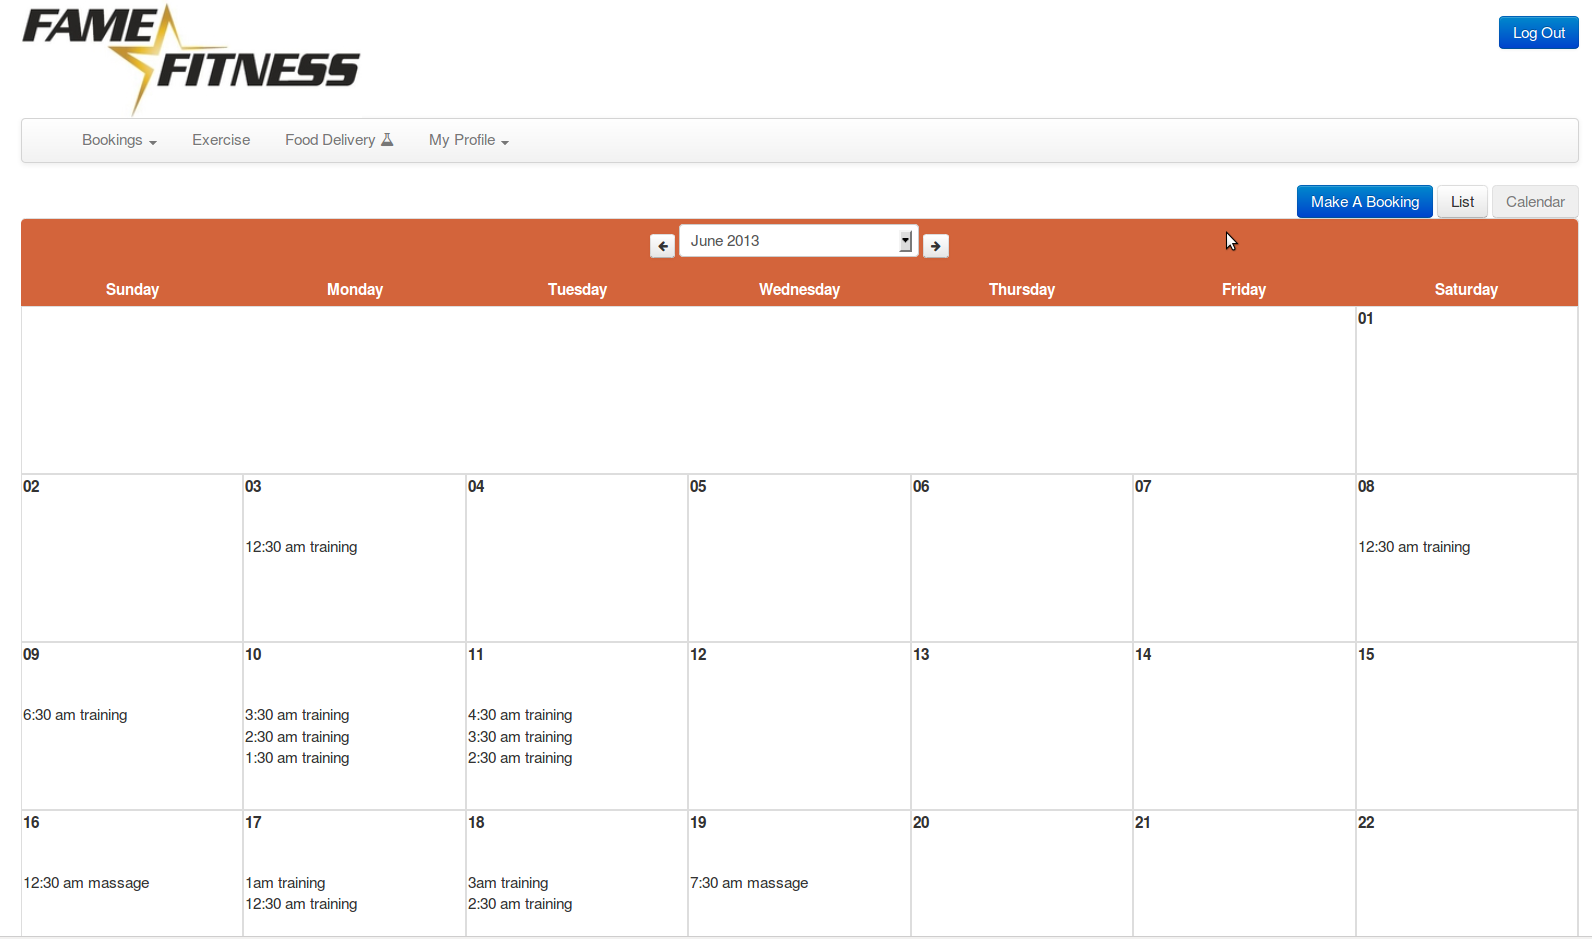 FAME
FITNESS
Log Out
Bookings
Exercise
Food Delivery
My Profile
Make A Booking
List
Calendar
June 2013
Sunday Monday Tuesday Wednesday Thursday Friday Saturday
01
02 03 04 05 06 07 08
12:30 am training
12:30 am training
09 10 11 12 13 14 15
6:30 am training 3:30 am training 4:30 am training
2:30 am training 3:30 am training
1:30 am training 2:30 am training
16 17 18 19 20 21 22
12:30 am massage 1am training 3am training 7:30 am massage
12:30 am training 2:30 am training